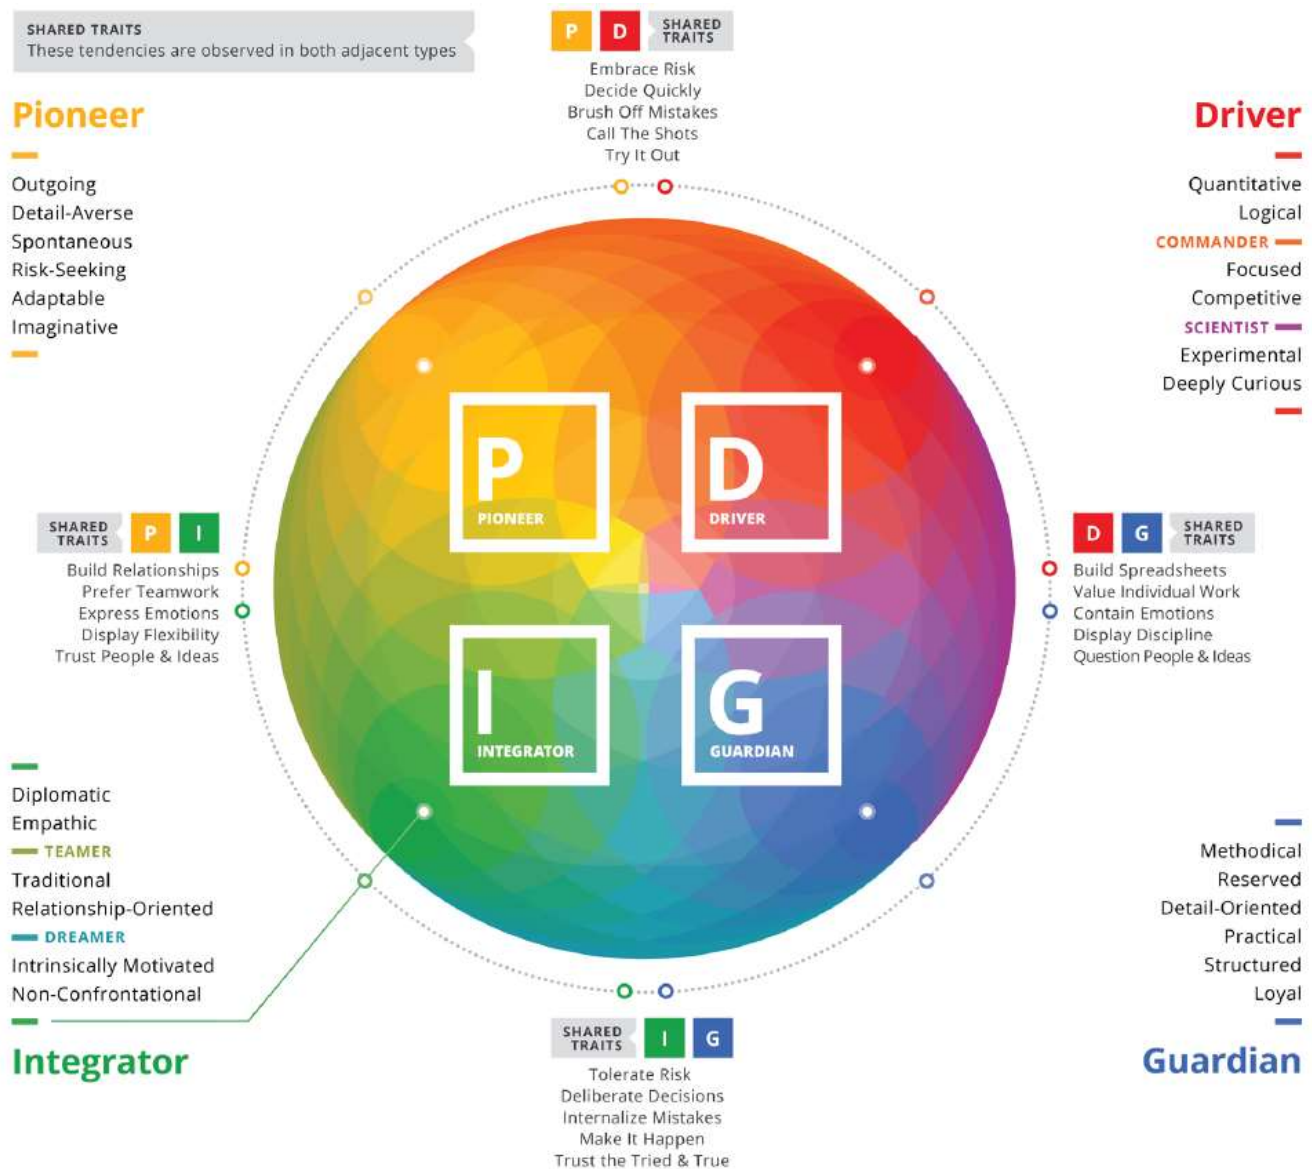 SHARED TRAITS
These tendencies are observed in both adjacent types
P D SHARED
TRAITS
Embrace Risk
Decide Quickly
Brush Off Mistakes
Call The Shots
Try It Out
Pioneer
Outgoing
Detail-Averse
Spontaneous
Risk-Seeking
Adaptable
Imaginative
Driver
Quantitative
Logical
COMMANDER
Focused
Competitive
SCIENTIST
Experimental
Deeply Curious
P
PIONEER
D
DRIVER
SHARED
TRAITS
P I
Build Relationships
Prefer Teamwork
Express Emotions
Display Flexibility
Trust People & Ideas
D G SHARED
TRAITS
Build Spreadsheets
Value Individual Work
Contain Emotions
Display Discipline
Question People & Ideas
I
INTEGRATOR
G
GUARDIAN
Diplomatic
Empathic
TEAMER
Traditional
Relationship-Oriented
DREAMER
Intrinsically Motivated
Non-Confrontational
Integrator
Methodical
Reserved
Detail-Oriented
Practical
Structured
Loyal
Guardian
SHARED
TRAITS
I G
Tolerate Risk
Deliberate Decisions
Internalize Mistakes
Make It Happen
Trust the Tried & True